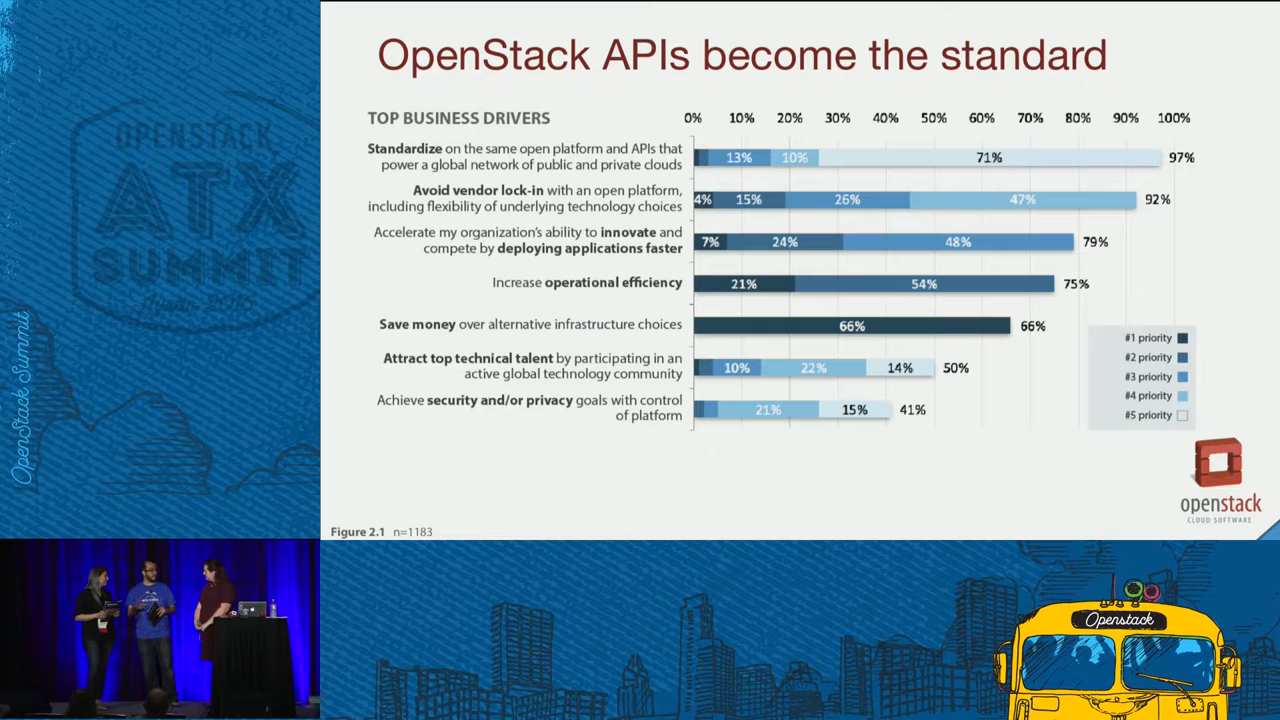 OpenStack APIs become the standard
TOP BUSINESS DRIVERS
0% 10% 20% 30% 40% 50% 60% 70% 80% 90% 100%
Standardize on the same open platform and APIs that
power a global network of public and private clouds
13% 10% 71% 97%
Avoid vendor lock-in with an open platform,
including flexibility of underlying technology choices
4% 15% 26% 47% 92%
Accelerate my organization's ability to innovate and
compete by deploying applications faster
7% 24% 48% 79%
Increase operational efficiency
21% 54% 75%
Save money over alternative infrastructure choices
66% 66%
Attract top technical talent by participating in an
active global technology community
10% 22% 14% 50%
Achieve security and/or privacy goals with control
of platform
21% 15% 41%
#1 priority
#2 priority
#3 priority
#4 priority
#5 priority
openstack
CLOUD SOFTWARE
Figure 2.1 n=1183
OPENSTACK
ATX
SUMMIT
OpenStack Summit
Openstack